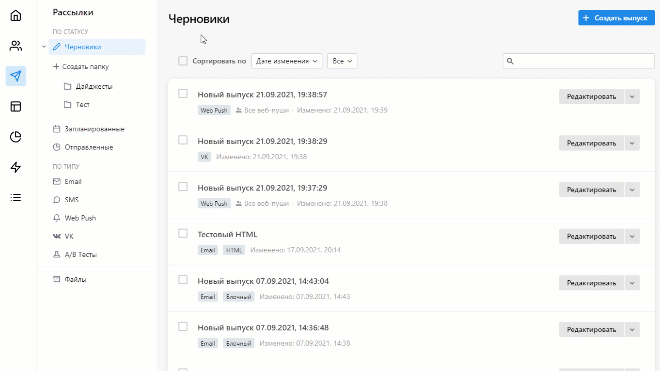 Рассылки
ПО СТАТУСУ
Черновики
Создать папку
Дайджесты
Тест
Запланированные
Отправленные
ПО ТИПУ
Email
SMS
Web Push
VK
A/B Тесты
Файлы
Черновики
Создать выпуск
Сортировать по
Дате изменения
Все
Новый выпуск 21.09.2021, 19:38:57
Web Push Все веб-пуши · Изменено: 21.09.2021, 19:39
Редактировать
Новый выпуск 21.09.2021, 19:38:29
VK Изменено: 21.09.2021, 19:38
Редактировать
Новый выпуск 21.09.2021, 19:37:29
Web Push Все веб-пуши · Изменено: 21.09.2021, 19:38
Редактировать
Тестовый HTML
Email HTML Изменено: 17.09.2021, 20:14
Редактировать
Новый выпуск 07.09.2021, 14:43:04
Email Блочный Изменено: 07.09.2021, 14:43
Редактировать
Новый выпуск 07.09.2021, 14:36:48
Email Блочный Изменено: 07.09.2021, 14:38
Редактировать